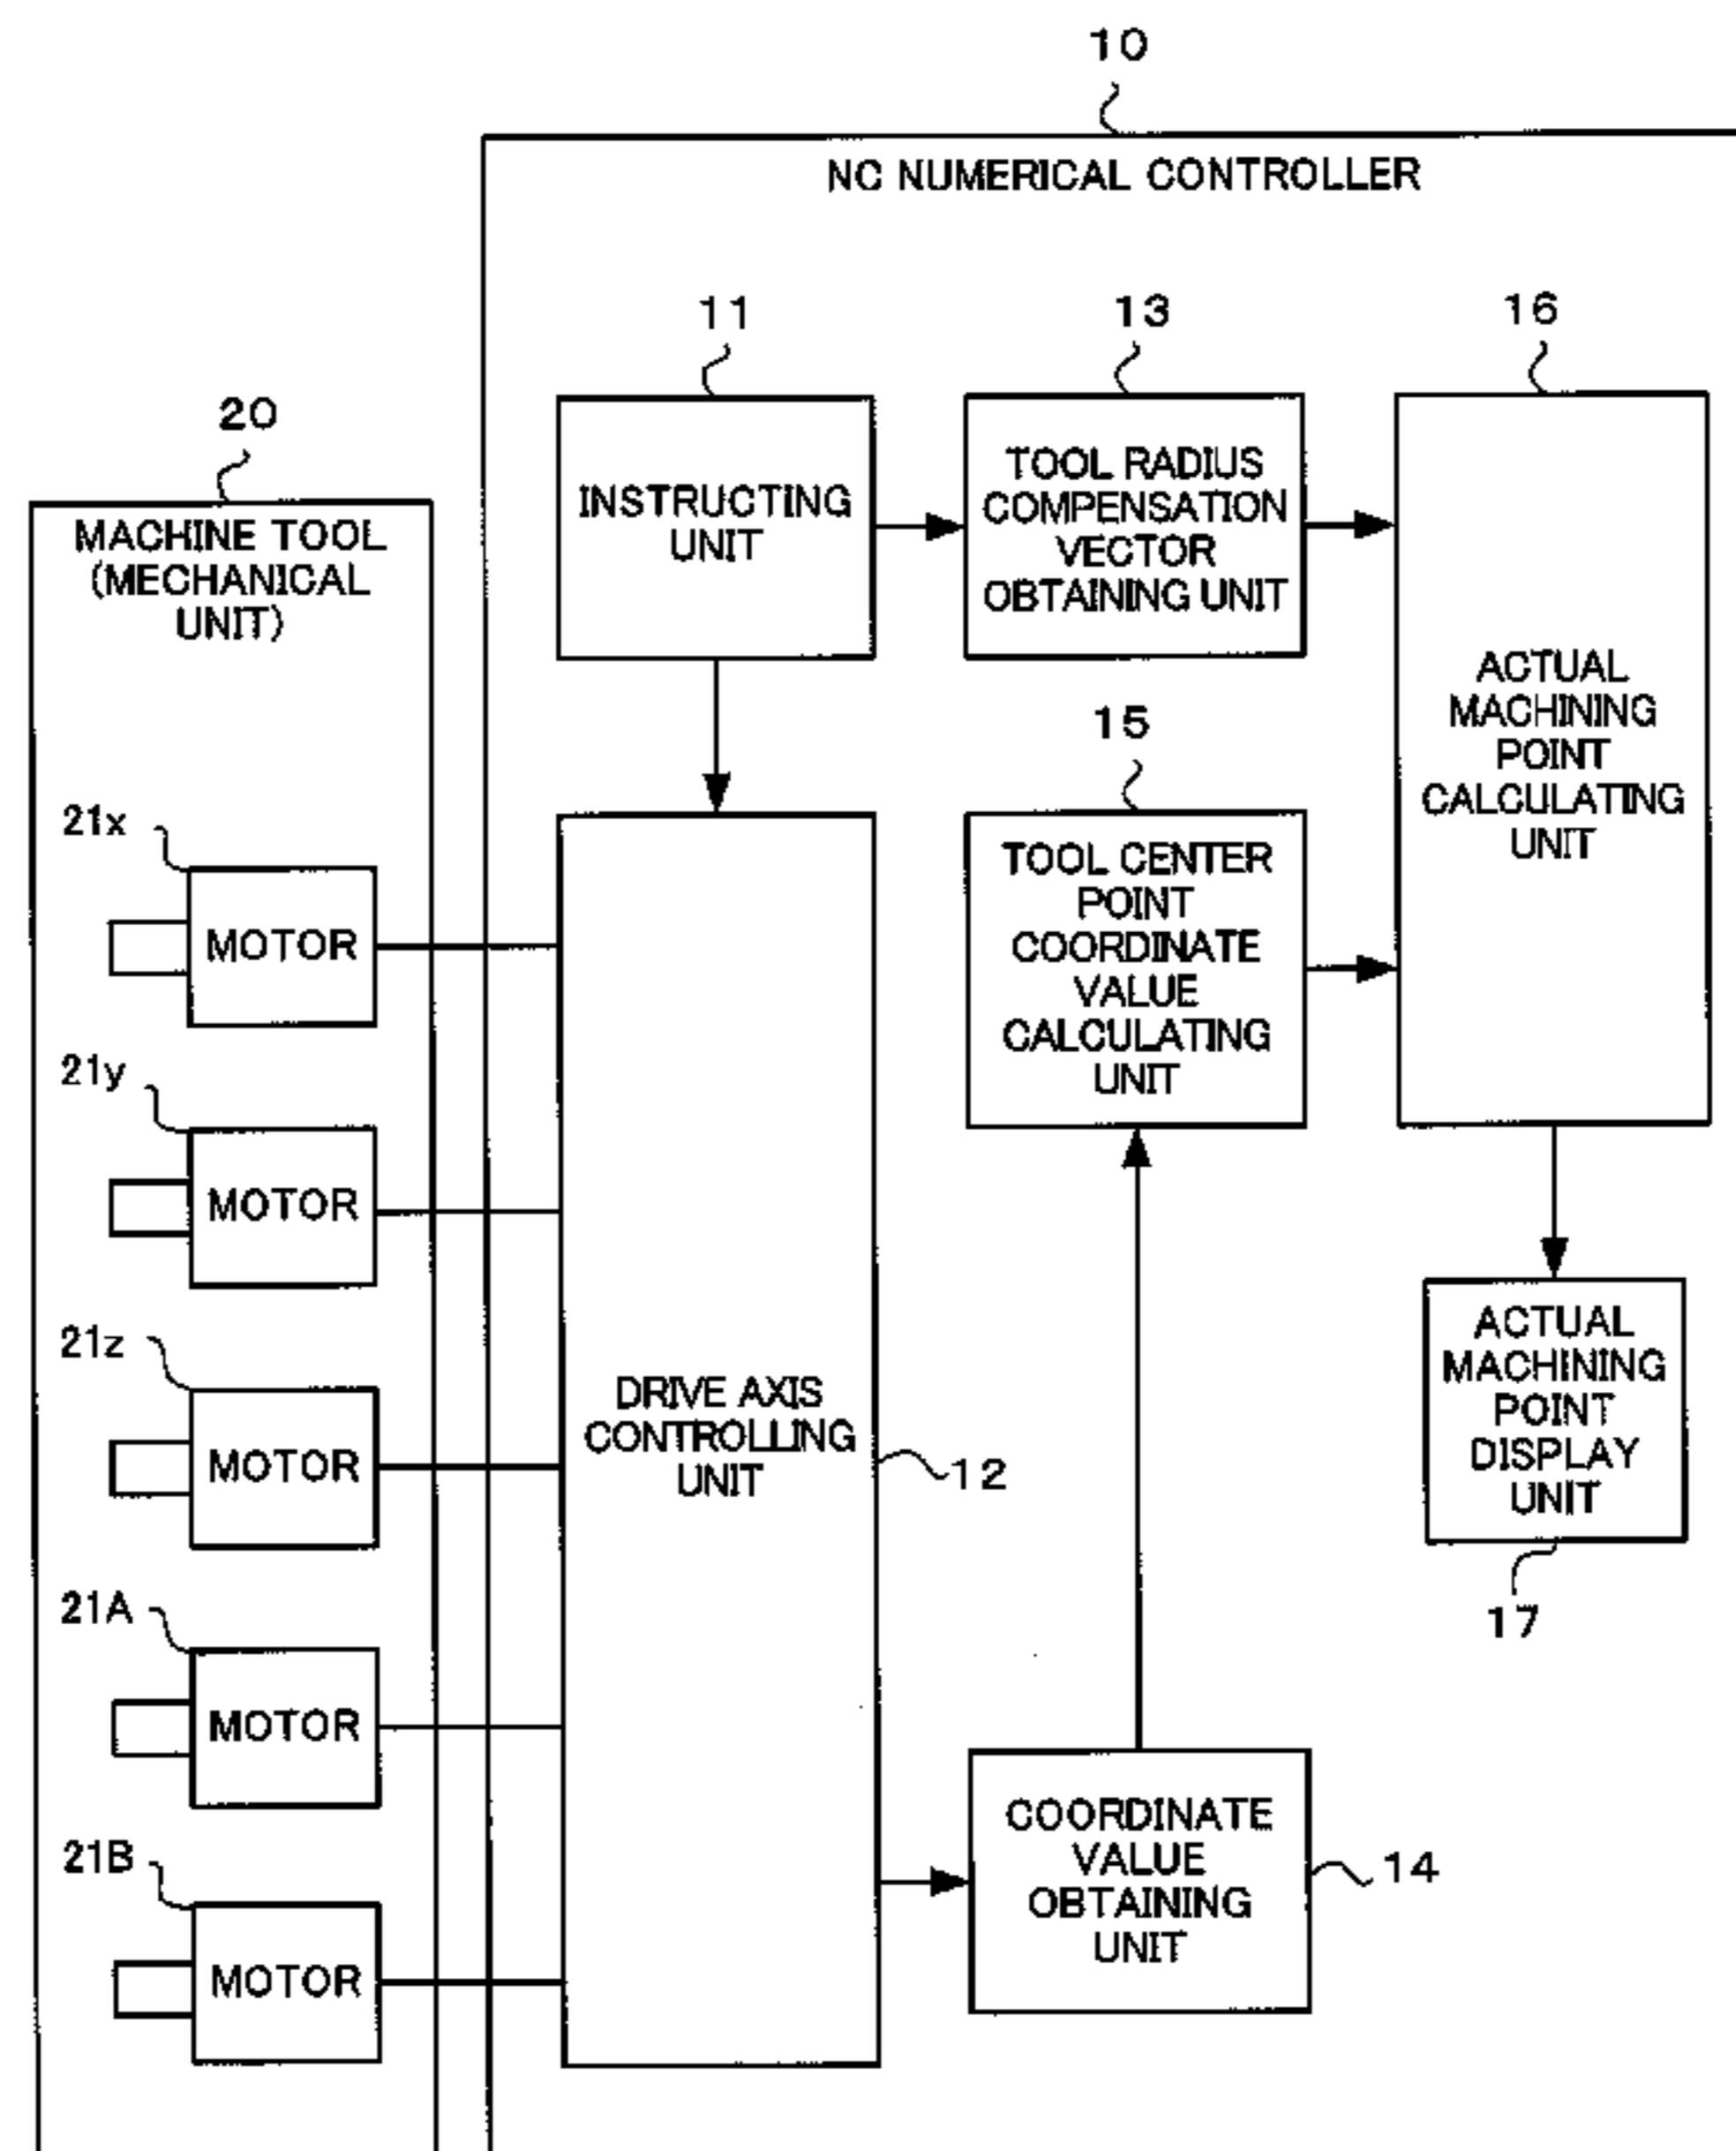 10
NC NUMERICAL CONTROLLER
11
13
16
20
INSTRUCTING
UNIT
TOOL RADIUS
COMPENSATION
VECTOR
OBTAINING UNIT
MACHINE TOOL
(MECHANICAL
UNIT)
ACTUAL
MACHINING
POINT
CALCULATING
UNIT
15
TOOL CENTER
POINT
COORDINATE
VALUE
CALCULATING
UNIT
21x
MOTOR
21y
MOTOR
21z
MOTOR
DRIVE AXIS
CONTROLLING
UNIT
12
ACTUAL
MACHINING
POINT
DISPLAY
UNIT
17
21A
MOTOR
21B
MOTOR
COORDINATE
VALUE
OBTAINING
UNIT
14